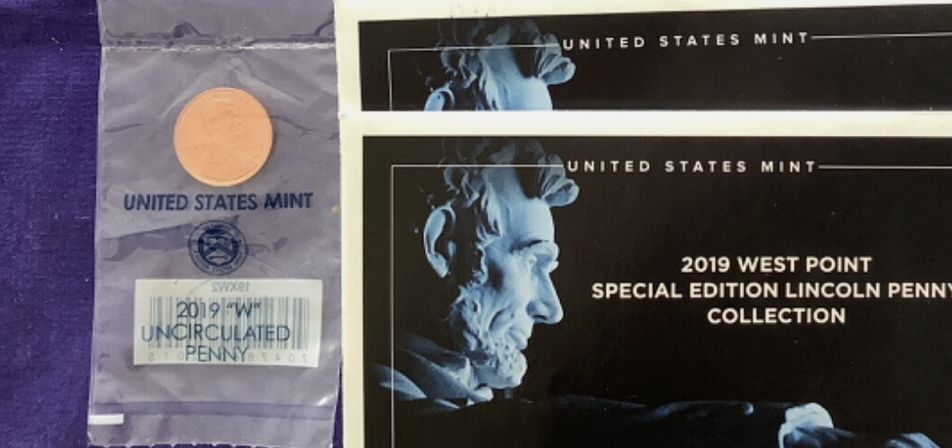 UNITED STATES MINT
2019 "W"
UNCIRCULATED
PENNY
UNITED STATES MINT
UNITED STATES MINT
2019 WEST POINT
SPECIAL EDITION LINCOLN PENNY
COLLECTION